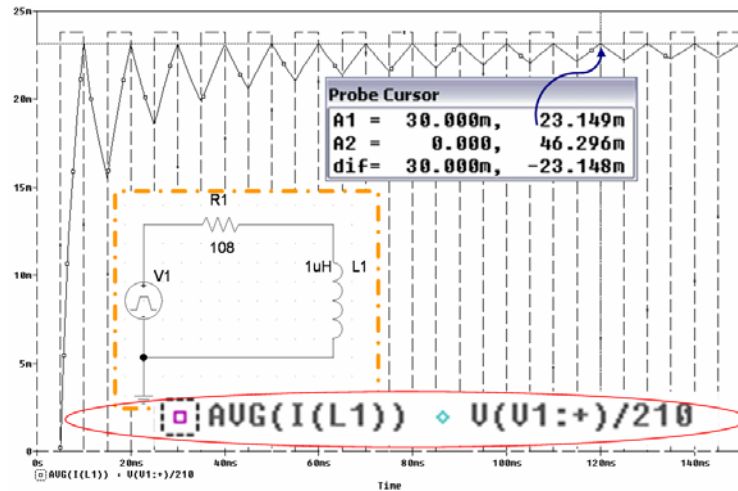 25m
20m
15m
10m
5m
0
Probe Cursor
A1 = 30.000m, 23.149m
A2 = 0.000, 46.296m
dif= 30.000m, -23.148m
R1
108
V1
1uH L1
AVG(I(L1)) V(V1:+)/210
0s 20ms 40ms 60ms 80ms 100ms 120ms 140ms
AVG(I(L1)) V(V1:+)/210
Time